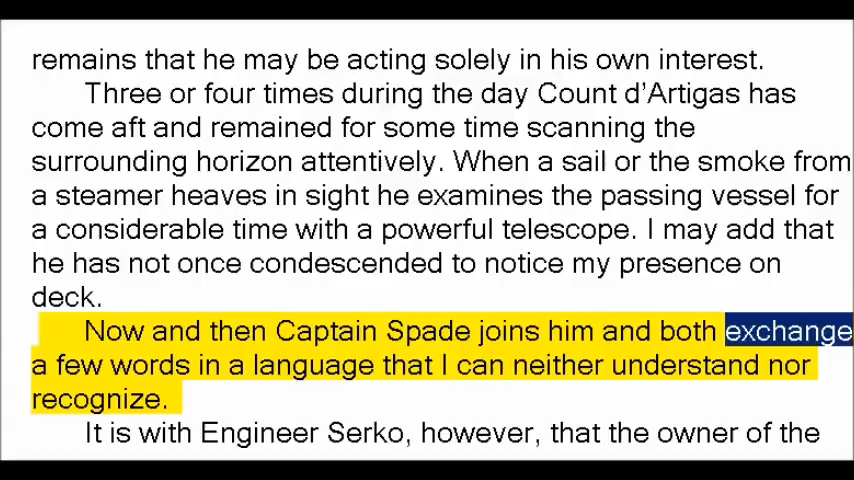 remains that he may be acting solely in his own interest.
Three or four times during the day Count d’Artigas has
come aft and remained for some time scanning the
surrounding horizon attentively. When a sail or the smoke from
a steamer heaves in sight he examines the passing vessel for
a considerable time with a powerful telescope. I may add that
he has not once condescended to notice my presence on
deck.
Now and then Captain Spade joins him and both exchange
a few words in a language that I can neither understand nor
recognize.
It is with Engineer Serko, however, that the owner of the